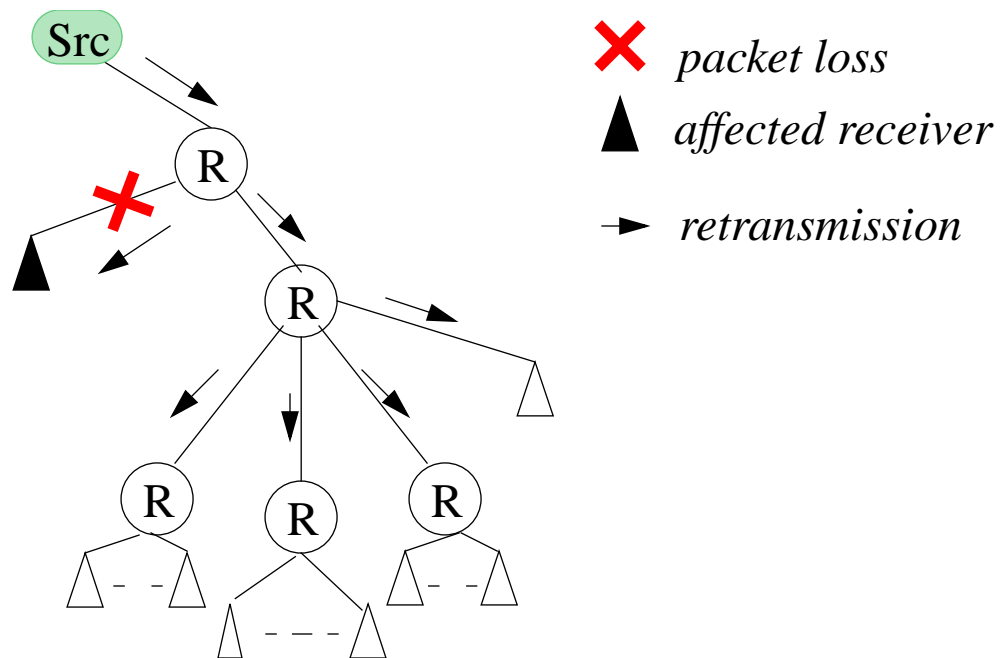 Src
packet loss
affected receiver
R
retransmission
R
R
R
R